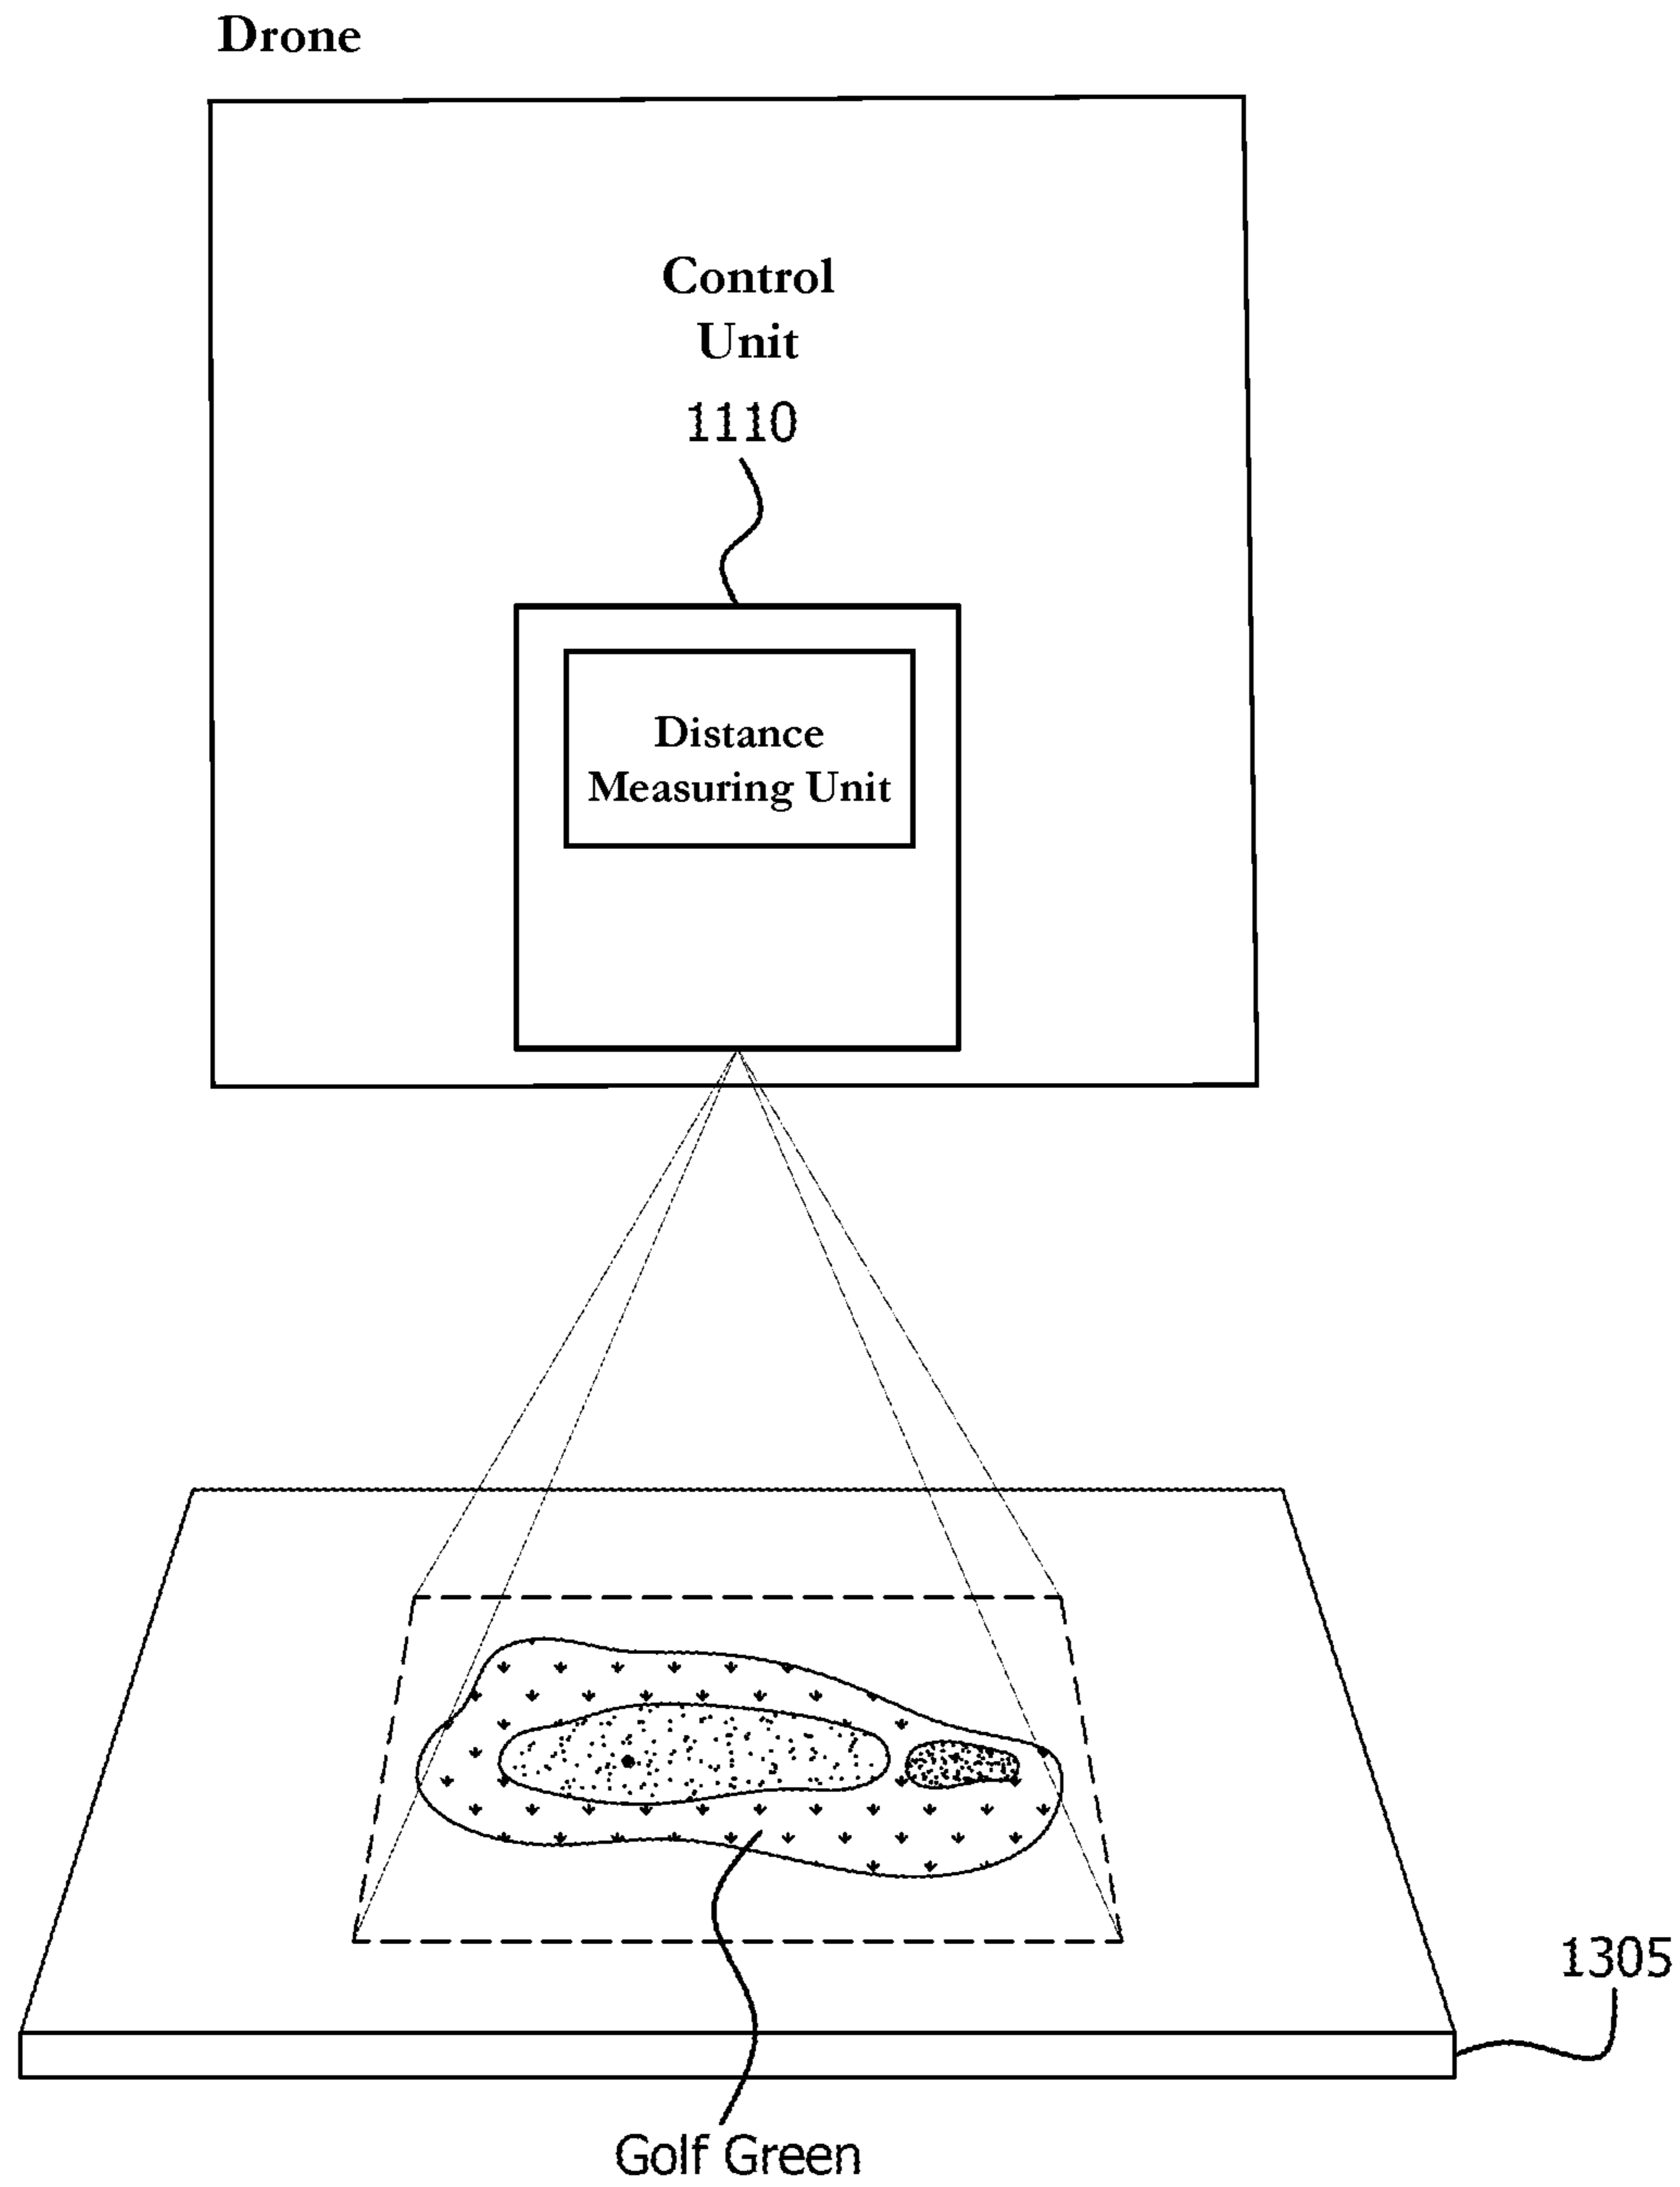 Drone
Control
Unit
1110
Distance
Measuring Unit
1305
Golf Green